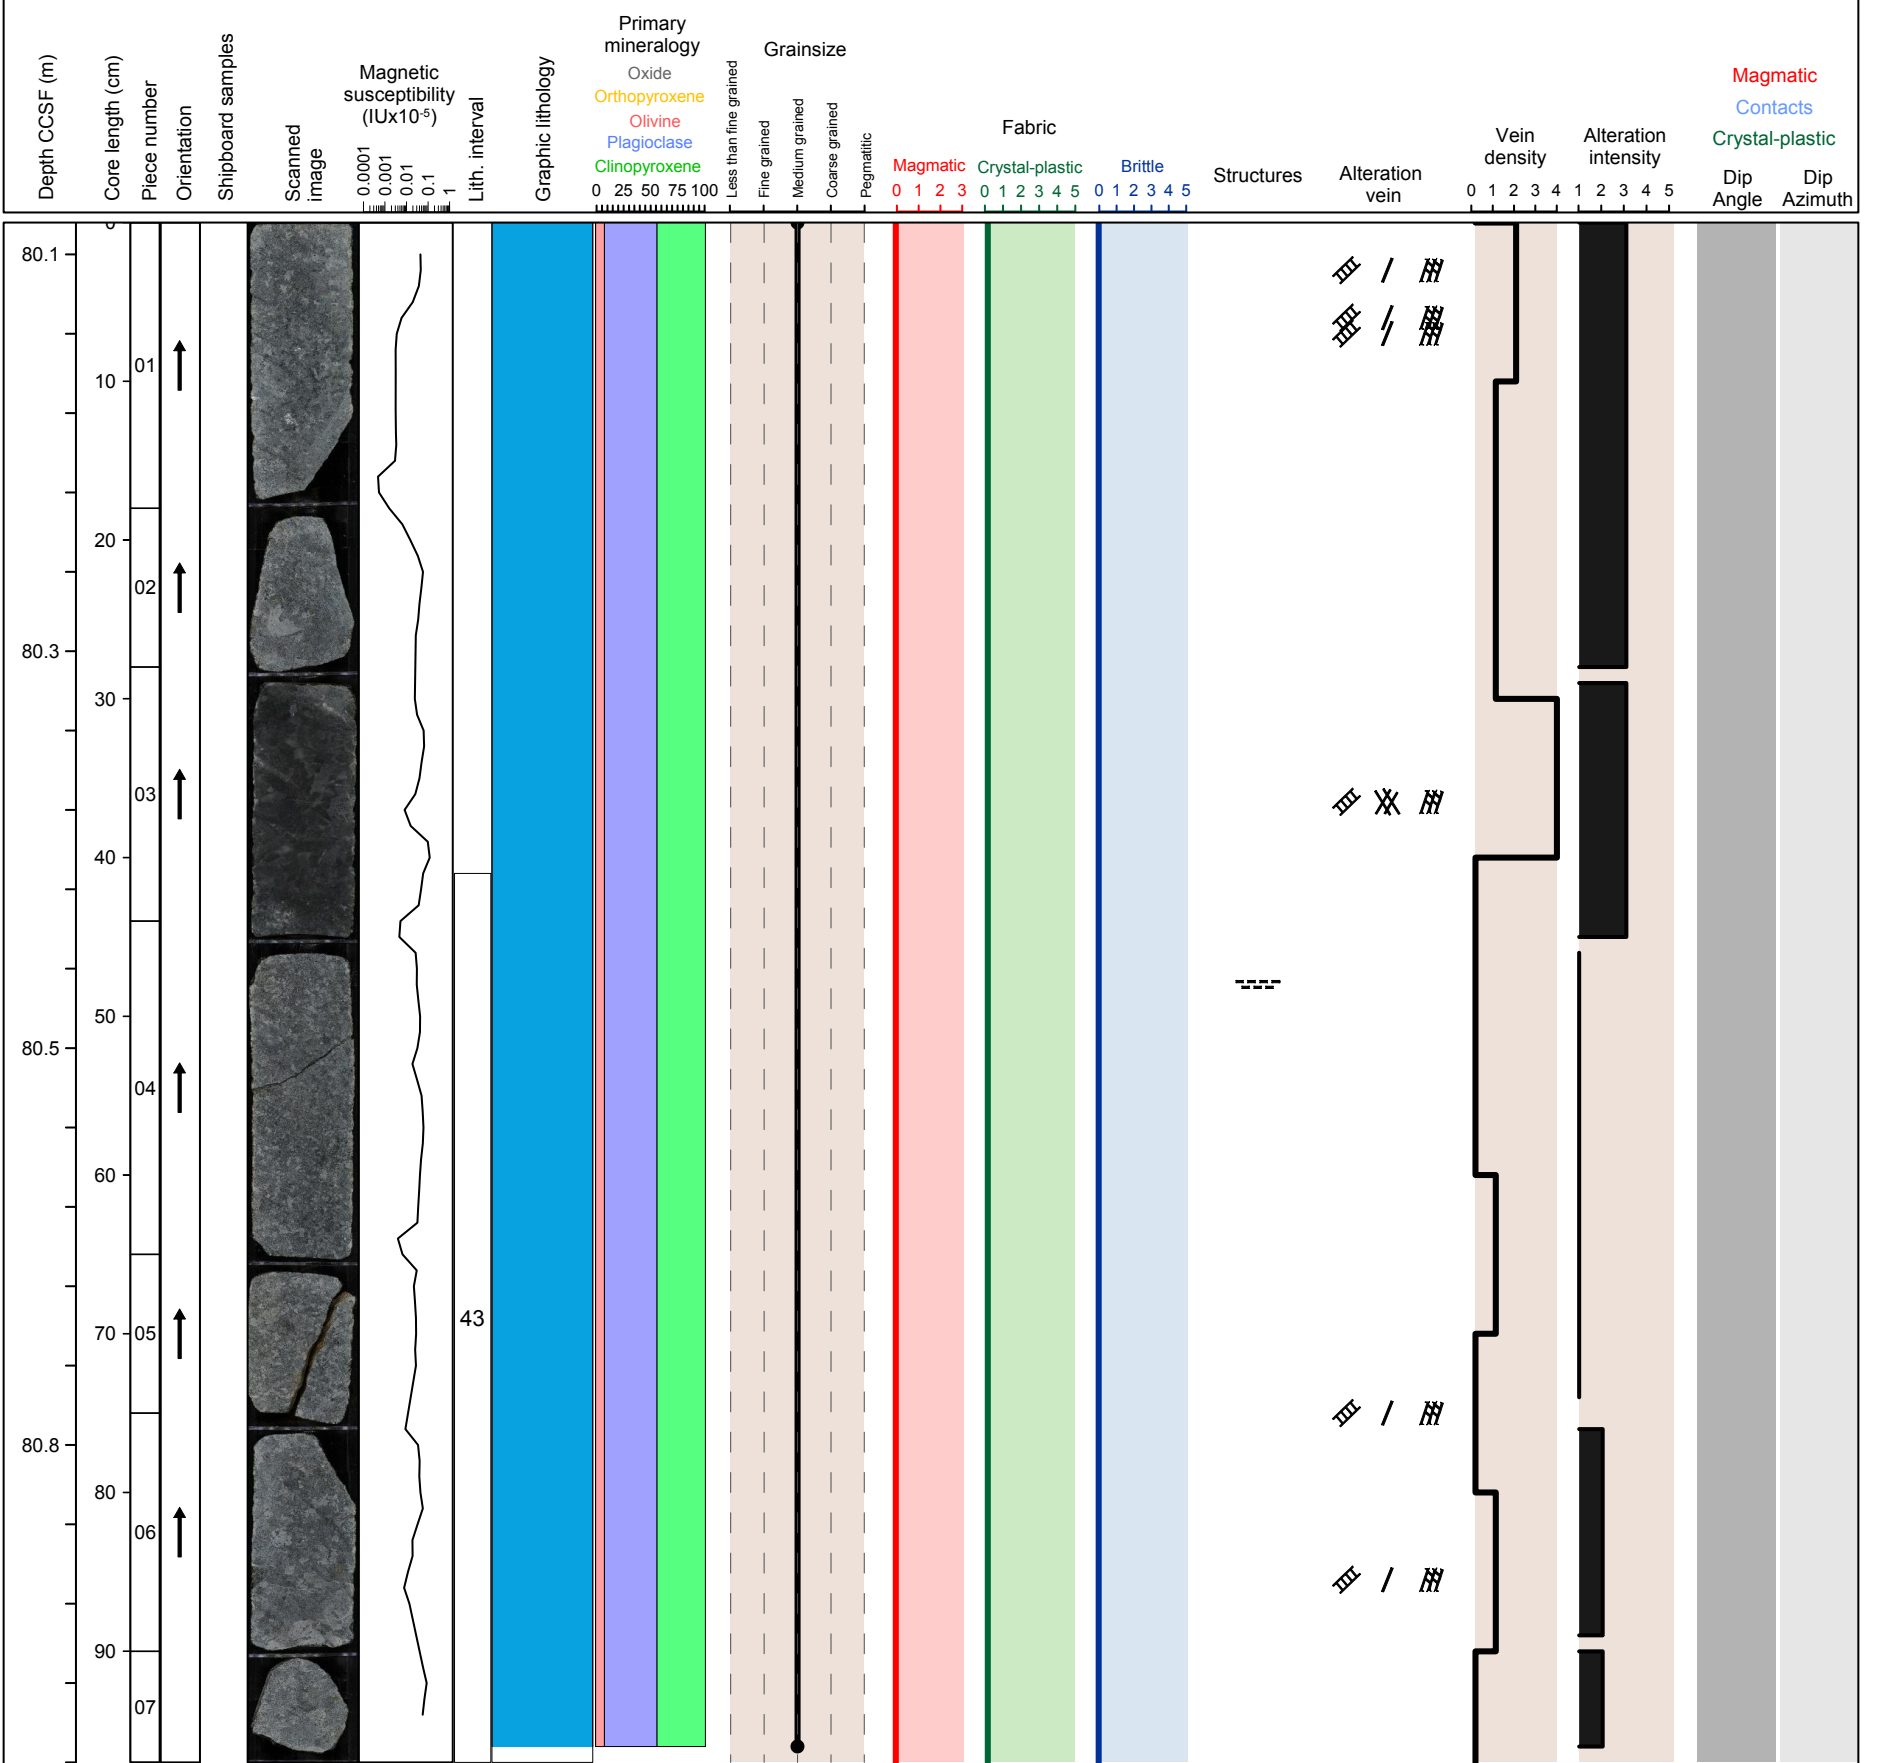 Depth CCSF (m)
Core length (cm)
Piece number
Orientation
Shipboard samples
Scanned
image
Magnetic
susceptibility
(IUx10-5)
0.0001
0.001
0.01
0.1
1
Lith. interval
Graphic lithology
Primary
mineralogy
Oxide
Orthopyroxene
Olivine
Plagioclase
Clinopyroxene
0 25 50 75 100
Grainsize
Less than fine grained
Fine grained
Medium grained
Coarse grained
Pegmatitic
Fabric
Magmatic
0 1 2 3
Crystal-plastic
0 1 2 3 4 5
Brittle
0 1 2 3 4 5
Structures
Alteration
vein
Vein
density
0 1 2 3 4
Alteration
intensity
1 2 3 4 5
Magmatic
Contacts
Crystal-plastic
Dip
Angle
Dip
Azimuth
0
80.1
01
10
20
02
80.3
30
03
40
50
80.5
04
60
43
70
05
80.8
80
06
90
07